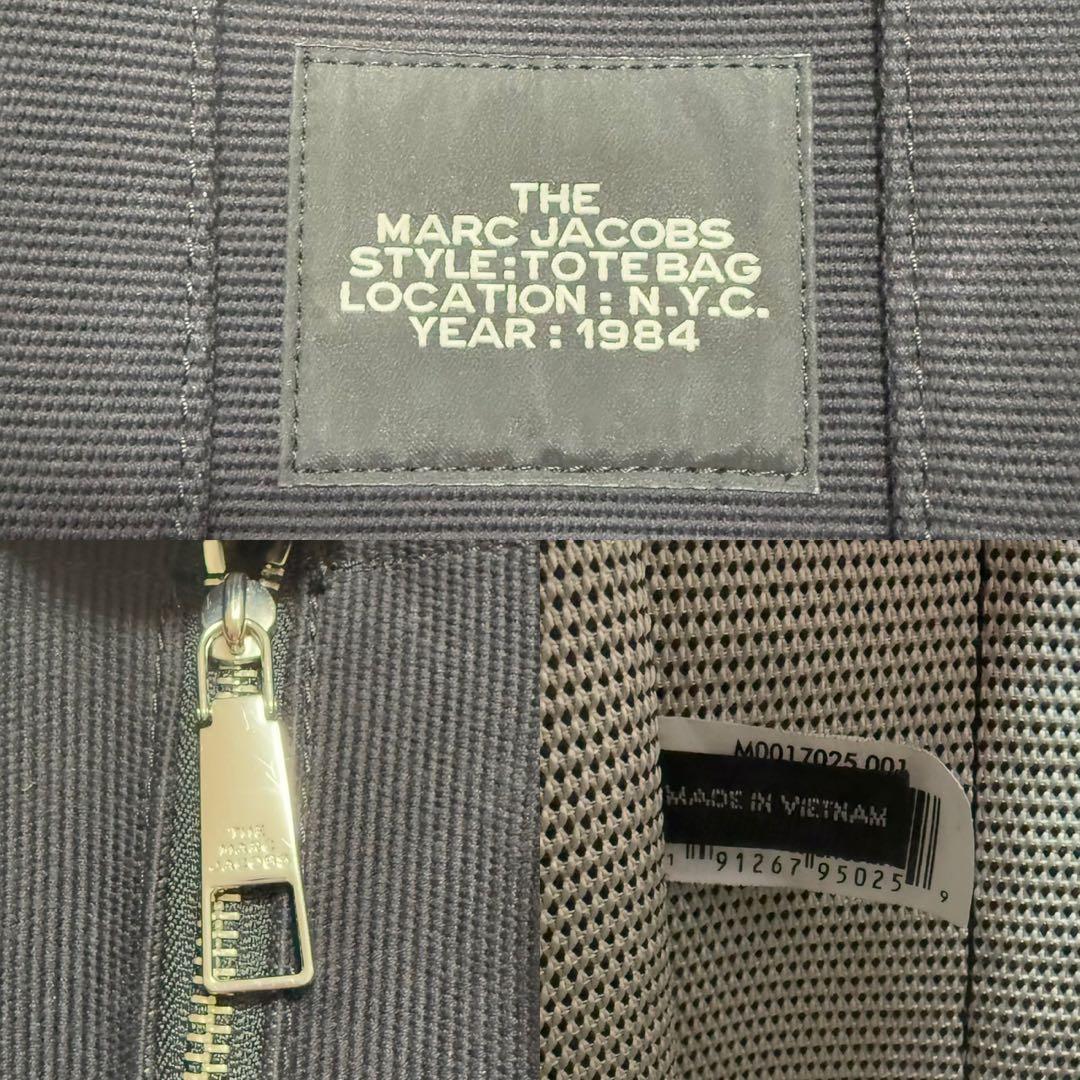 THE
MARC JACOBS
STYLE:TOTE BAG
LOCATION : N.Y.C.
YEAR : 1984
THE
MARC
JACOBS
M0017025 001
MADE IN VIETNAM
1 91267 95025 9